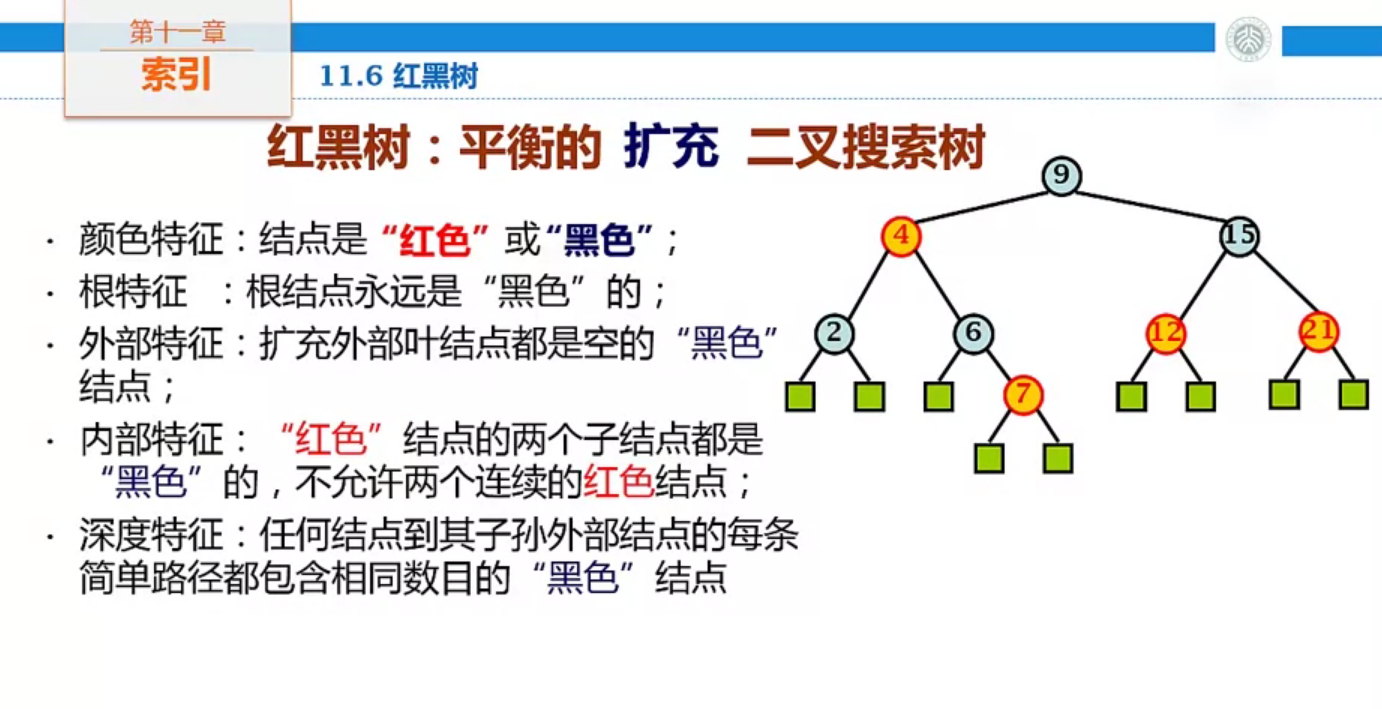 第十一章
索引
11.6 红黑树
红黑树：平衡的 扩充 二叉搜索树
· 颜色特征：结点是“红色”或“黑色”；
· 根特征 ：根结点永远是“黑色”的；
· 外部特征：扩充外部叶结点都是空的“黑色”
结点；
· 内部特征：“红色”结点的两个子结点都是
“黑色”的，不允许两个连续的红色结点；
· 深度特征：任何结点到其子孙外部结点的每条
简单路径都包含相同数目的“黑色”结点
9
4
15
2
6
12
21
7